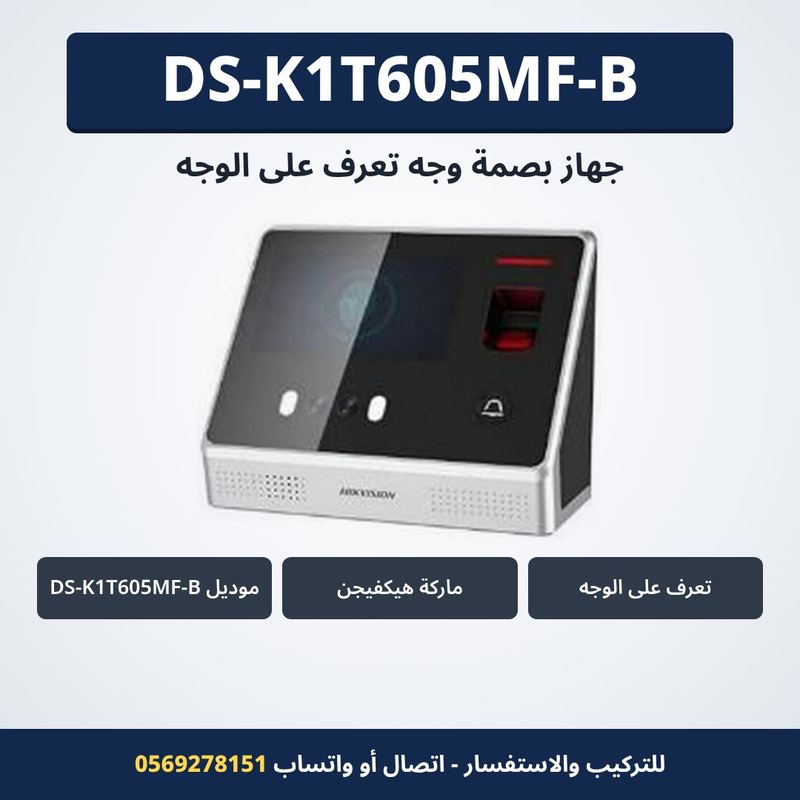 DS-K1T605MF-B
جهاز بصمة وجه تعرف على الوجه
HIKVISION
تعرف على الوجه
ماركة هيكفيجن
موديل DS-K1T605MF-B
للتركيب والاستفسار - اتصال أو واتساب 0569278151